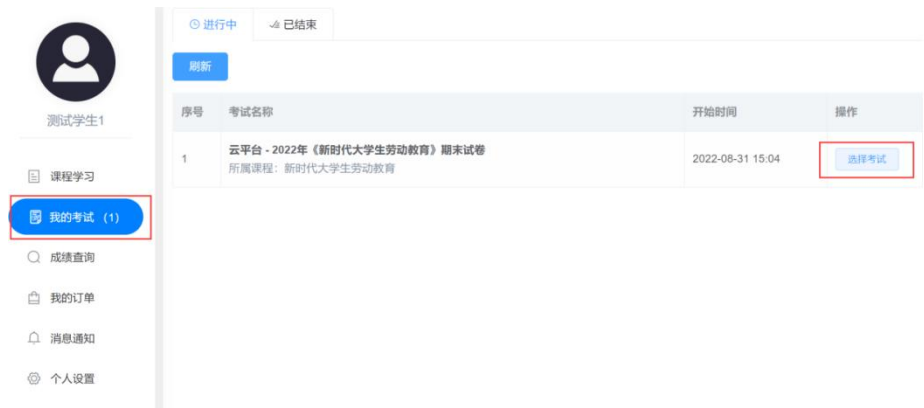 测试学生1
课程学习
我的考试 (1)
成绩查询
我的订单
消息通知
个人设置
进行中 已结束
刷新
序号 考试名称 开始时间 操作
1 云平台 - 2022年《新时代大学生劳动教育》期末试卷 2022-08-31 15:04 选择考试
所属课程：新时代大学生劳动教育